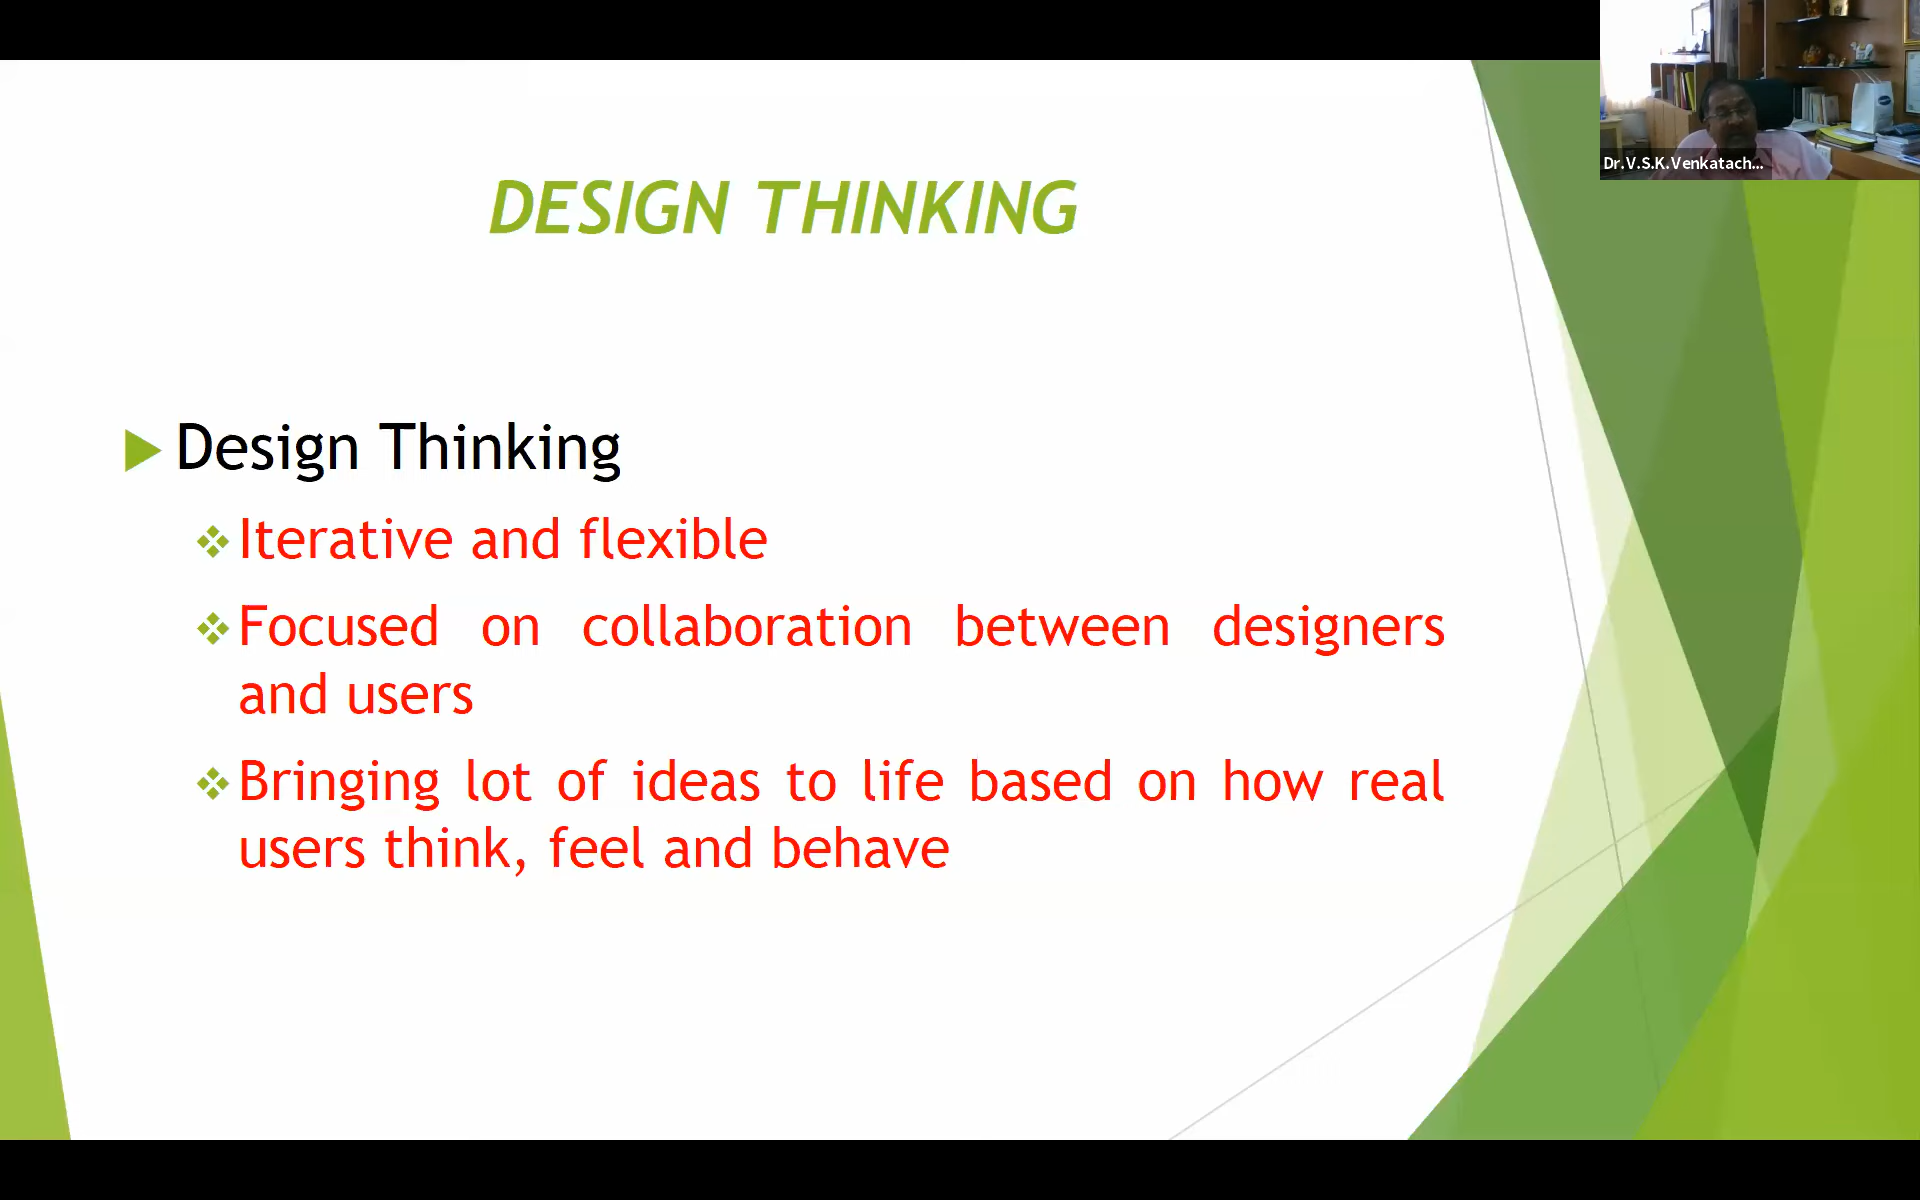 Dr.V.S.K.Venkatach...
DESIGN THINKING
Design Thinking
Iterative and flexible
Focused on collaboration between designers
and users
Bringing lot of ideas to life based on how real
users think, feel and behave